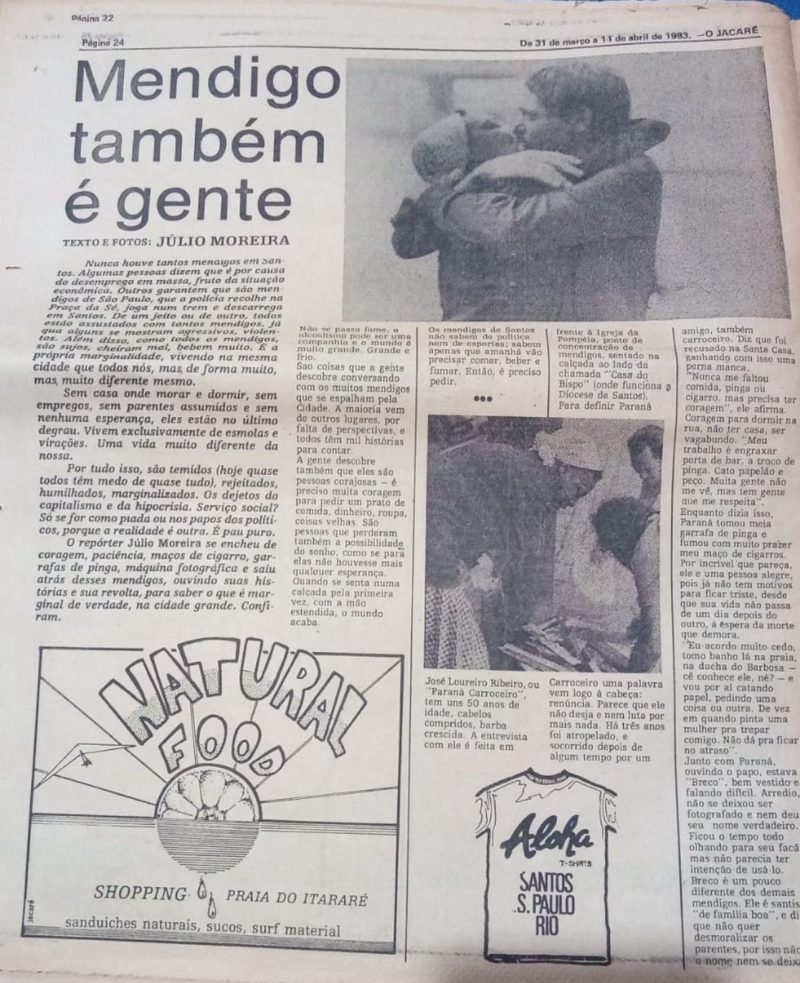 Página 22
Página 24
De 31 de março a 14 de abril de 1983. —O JACARÉ
Mendigo
também
é gente
TEXTO E FOTOS: JÚLIO MOREIRA
Nunca houve tantos mendigos em San-
tos. Algumas pessoas dizem que é por causa
do desemprego em massa, fruto da situação
econômica. Outros garantem que são men-
digos de São Paulo, que a polícia recolhe na
Praça da Sé, joga num trem e descarrega
em Santos. De um jeito ou de outro, todos
estão assustados com tantos mendigos, já
que alguns se mostram agressivos, violen-
tos. Além disso, como todos os mendigos,
são sujos, cheiram mal, bebem muito. É a
própria marginalidade, vivendo na mesma
cidade que todos nós, mas, de forma muito,
mas, muito diferente mesmo.
Sem casa onde morar e dormir, sem
empregos, sem parentes assumidos e sem
nenhuma esperança, eles estão no último
degrau. Vivem exclusivamente de esmolas e
virações. Uma vida muito diferente da
nossa.
Por tudo isso, são temidos (hoje quase
todos têm medo de quase tudo), rejeitados,
humilhados, marginalizados. Os dejetos do
capitalismo e da hipocrisia. Serviço social?
Só se for como piada ou nos papos dos políti-
cos, porque a realidade é outra. É pau puro.
O repórter Júlio Moreira se encheu de
coragem, paciência, maços de cigarro, gar-
rafas de pinga, máquina fotográfica e saiu
atrás desses mendigos, ouvindo suas his-
tórias e sua revolta, para saber o que é mar-
ginal de verdade, na cidade grande. Confi-
ram.
Não se passa fome, o
alcoolismo pode ser uma
companhia e o mundo é
muito grande. Grande e
frio.
Sao coisas que a gente
descobre conversando
com os muitos mendigos
que se espalham pela
Cidade. A maioria vem
de outros lugares, por
falta de perspectivas, e
todos têm mil histórias
para contar.
A gente descobre
também que eles são
pessoas corajosas — é
preciso muita coragem
para pedir um prato de
comida, dinheiro, roupa,
coisas velhas. São
pessoas que perderam
também a possibilidade
do sonho, como se para
elas não houvesse mais
qualquer esperança.
Quando se senta numa
calçada pela primeira
vez, com a mão
estendida, o mundo
acaba.
Os mendigos de Santos
não sabem de política
nem de esportes; sabem
apenas que amanhã vão
precisar comer, beber e
fumar. Então, é preciso
pedir.
●●●
José Loureiro Ribeiro, ou
"Paraná Carroceiro",
tem uns 50 anos de
idade, cabelos
compridos, barba
crescida. A entrevista
com ele é feita em
frente à Igreja da
Pompéia, ponto de
concentração de
mendigos, sentado na
calçada ao lado da
chamada "Casa do
Bispo" (onde funciona a
Diocese de Santos).
Para definir Paraná
Carroceiro uma palavra
vem logo à cabeça:
renúncia. Parece que ele
não desja e nem luta por
mais nada. Há três anos
foi atropelado, e
socorrido depois de
algum tempo por um
amigo, também
carroceiro. Diz que foi
recusado na Santa Casa,
ganhando com isso uma
perna manca.
"Nunca me faltou
comida, pinga ou
cigarro, mas precisa ter
coragem", ele afirma.
Coragem para dormir na
rua, não ter casa, ser
vagabundo. "Meu
trabalho é engraxar
porta de bar, a troco de
pinga. Cato papelão e
peço. Muita gente não
me vê, mas tem gente
que me respeita".
Enquanto dizia isso,
Paraná tomou meia
garrafa de pinga e
fumou com muito prazer
meu maço de cigarros.
Por incrível que pareça,
ele e uma pessoa alegre,
pois já não tem motivos
para ficar triste, desde
que sua vida não passa
de um dia depois do
outro, à espera da morte
que demora.
"Eu acordo muito cedo,
tomo banho lá na praia,
na ducha do Barbosa —
cê conhece ele, né? — e
vou por aí catando
papel, pedindo uma
coisa ou outra. De vez
em quando pinta uma
mulher pra trepar
comigo. Não dá pra ficar
no atraso".
Junto com Paraná,
ouvindo o papo, estava
"Breco", bem vestido e
falando difícil. Arredio,
não se deixou ser
fotografado e nem deu
seu nome verdadeiro.
Ficou o tempo todo
olhando para seu facã
mas não parecia ter
intenção de usá-lo.
Breco é um pouco
diferente dos demais
mendigos. Ele é santis
"de família boa", e di
que não quer
desmoralizar os
parentes, por isso não
o nome nem se deixa
NATURAL
FOOD
SHOPPING PRAIA DO ITARARÉ
sanduiches naturais, sucos, surf material
jacaré
Aloha
T-SHIRTS
SANTOS
S. PAULO
RIO